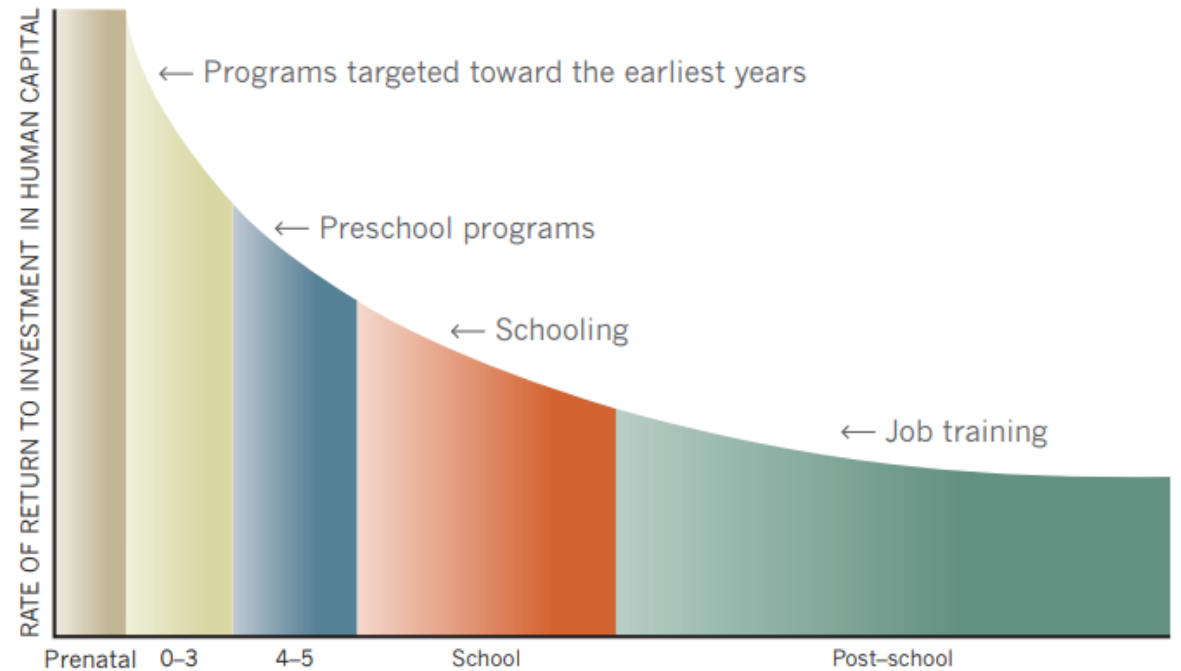 RATE OF RETURN TO INVESTMENT IN HUMAN CAPITAL
← Programs targeted toward the earliest years
← Preschool programs
← Schooling
← Job training
Prenatal 0–3 4–5 School Post–school